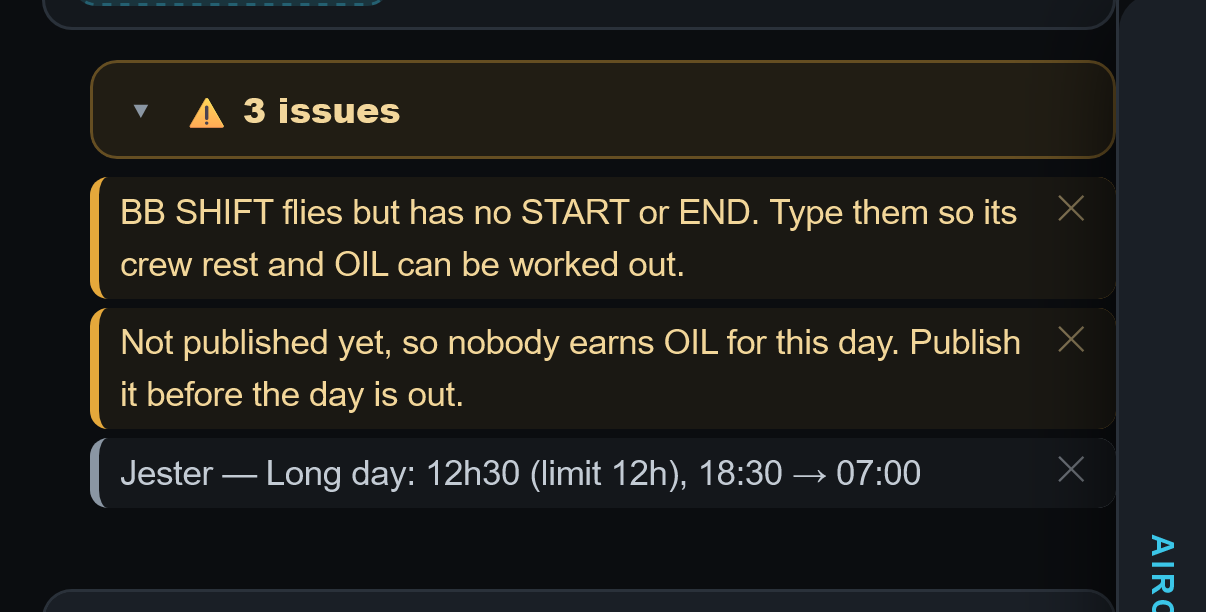 3 issues
BB SHIFT flies but has no START or END. Type them so its
crew rest and OIL can be worked out.
Not published yet, so nobody earns OIL for this day. Publish
it before the day is out.
Jester — Long day: 12h30 (limit 12h), 18:30 → 07:00